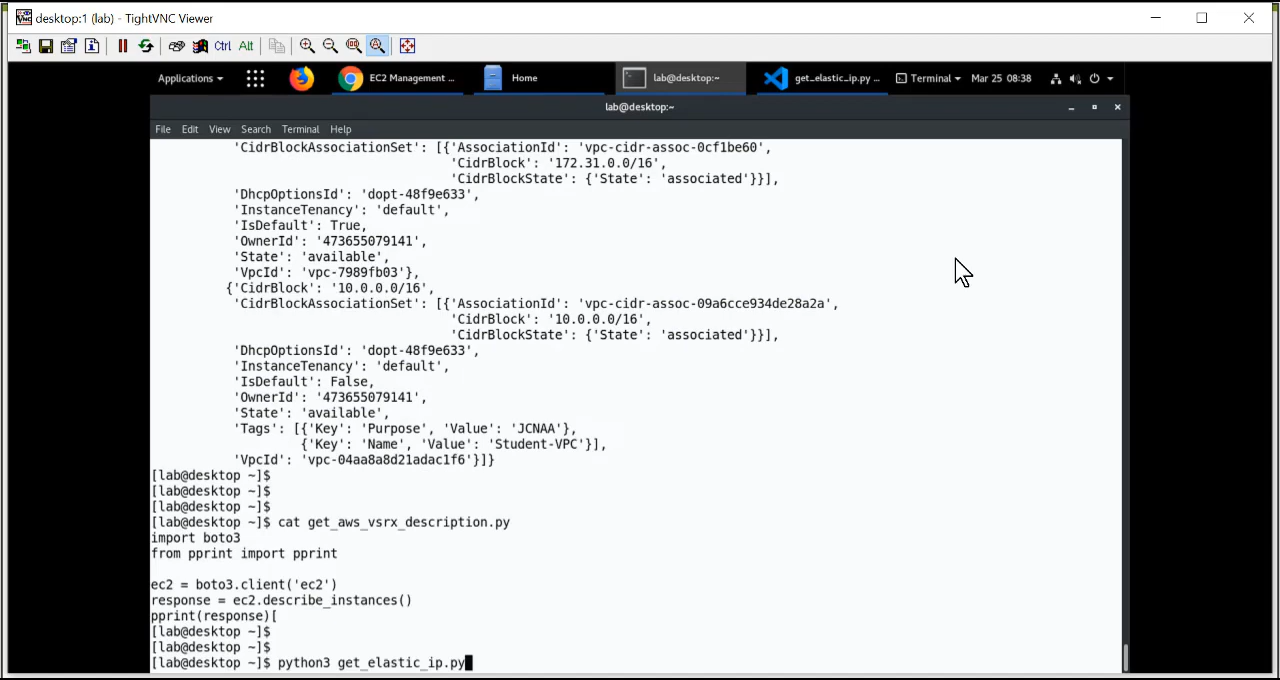 desktop:1 (lab) - TightVNC Viewer
Ctrl Alt
Applications EC2 Management ... Home lab@desktop:~ get_elastic_ip.py ... Terminal Mar 25 08:38
lab@desktop:~
File Edit View Search Terminal Help
'CidrBlockAssociationSet': [{'AssociationId': 'vpc-cidr-assoc-0cf1be60',
'CidrBlock': '172.31.0.0/16',
'CidrBlockState': {'State': 'associated'}}],
'DhcpOptionsId': 'dopt-48f9e633',
'InstanceTenancy': 'default',
'IsDefault': True,
'OwnerId': '473655079141',
'State': 'available',
'VpcId': 'vpc-7989fb03'},
{'CidrBlock': '10.0.0.0/16',
'CidrBlockAssociationSet': [{'AssociationId': 'vpc-cidr-assoc-09a6cce934de28a2a',
'CidrBlock': '10.0.0.0/16',
'CidrBlockState': {'State': 'associated'}}],
'DhcpOptionsId': 'dopt-48f9e633',
'InstanceTenancy': 'default',
'IsDefault': False,
'OwnerId': '473655079141',
'State': 'available',
'Tags': [{'Key': 'Purpose', 'Value': 'JCNAA'},
{'Key': 'Name', 'Value': 'Student-VPC'}],
'VpcId': 'vpc-04aa8a8d21adac1f6'}]}
[lab@desktop ~]$
[lab@desktop ~]$
[lab@desktop ~]$
[lab@desktop ~]$ cat get_aws_vsrx_description.py
import boto3
from pprint import pprint
ec2 = boto3.client('ec2')
response = ec2.describe_instances()
pprint(response)[
[lab@desktop ~]$
[lab@desktop ~]$
[lab@desktop ~]$ python3 get_elastic_ip.py